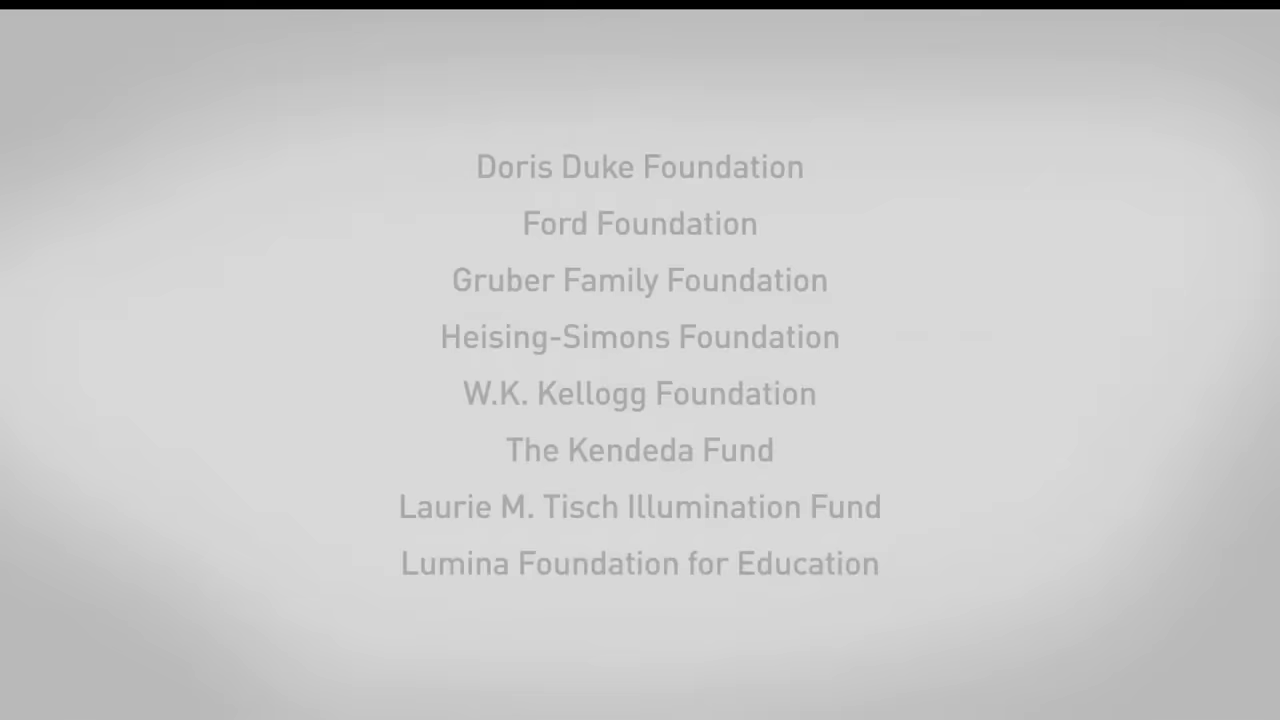 Doris Duke Foundation
Ford Foundation
Gruber Family Foundation
Heising-Simons Foundation
W.K. Kellogg Foundation
The Kendeda Fund
Laurie M. Tisch Illumination Fund
Lumina Foundation for Education